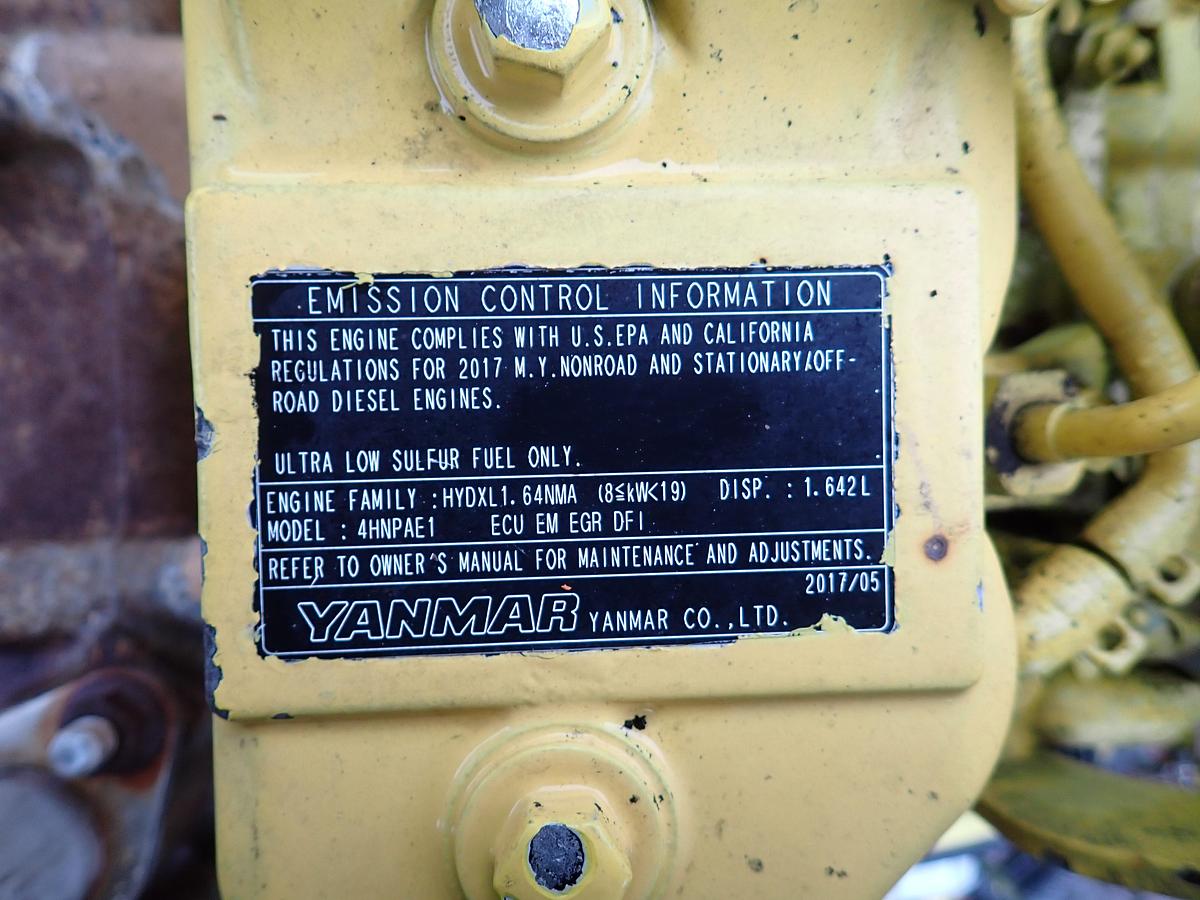 EMISSION CONTROL INFORMATION
THIS ENGINE COMPLIES WITH U.S.EPA AND CALIFORNIA
REGULATIONS FOR 2017 M.Y.NONROAD AND STATIONARY/OFF-
ROAD DIESEL ENGINES.
ULTRA LOW SULFUR FUEL ONLY.
ENGINE FAMILY :HYDXL1.64NMA (8≦kW<19) DISP. : 1.642L
MODEL : 4HNPAE1 ECU EM EGR DFI
REFER TO OWNER'S MANUAL FOR MAINTENANCE AND ADJUSTMENTS.
2017/05
YANMAR YANMAR CO.,LTD.